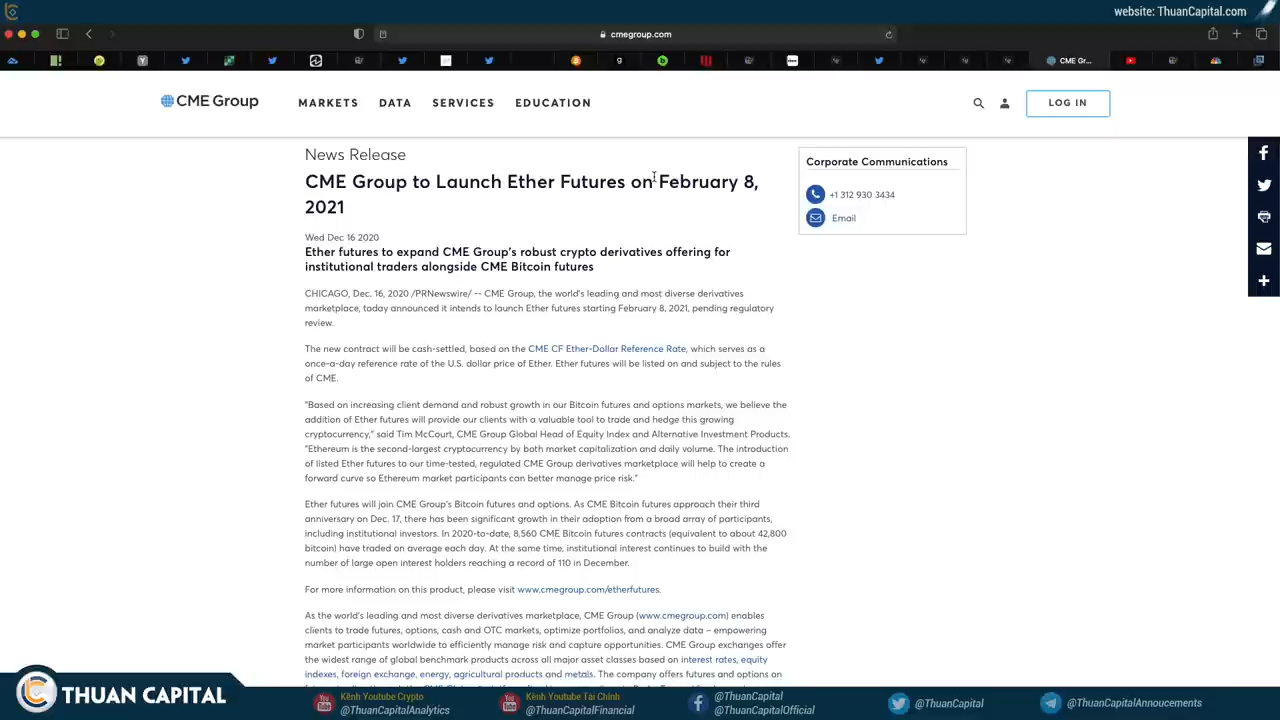 website: ThuanCapital.com
cmegroup.com
CME Gr...
CME Group
MARKETS DATA SERVICES EDUCATION
LOG IN
News Release
CME Group to Launch Ether Futures on February 8,
2021
Wed Dec 16 2020
Ether futures to expand CME Group's robust crypto derivatives offering for
institutional traders alongside CME Bitcoin futures
CHICAGO, Dec. 16, 2020 /PRNewswire/ -- CME Group, the world's leading and most diverse derivatives
marketplace, today announced it intends to launch Ether futures starting February 8, 2021, pending regulatory
review.
The new contract will be cash-settled, based on the CME CF Ether-Dollar Reference Rate, which serves as a
once-a-day reference rate of the U.S. dollar price of Ether. Ether futures will be listed on and subject to the rules
of CME.
"Based on increasing client demand and robust growth in our Bitcoin futures and options markets, we believe the
addition of Ether futures will provide our clients with a valuable tool to trade and hedge this growing
cryptocurrency," said Tim McCourt, CME Group Global Head of Equity Index and Alternative Investment Products.
"Ethereum is the second-largest cryptocurrency by both market capitalization and daily volume. The introduction
of listed Ether futures to our time-tested, regulated CME Group derivatives marketplace will help to create a
forward curve so Ethereum market participants can better manage price risk."
Ether futures will join CME Group's Bitcoin futures and options. As CME Bitcoin futures approach their third
anniversary on Dec. 17, there has been significant growth in their adoption from a broad array of participants,
including institutional investors. In 2020-to-date, 8,560 CME Bitcoin futures contracts (equivalent to about 42,800
bitcoin) have traded on average each day. At the same time, institutional interest continues to build with the
number of large open interest holders reaching a record of 110 in December.
For more information on this product, please visit www.cmegroup.com/etherfutures.
As the world's leading and most diverse derivatives marketplace, CME Group (www.cmegroup.com) enables
clients to trade futures, options, cash and OTC markets, optimize portfolios, and analyze data – empowering
market participants worldwide to efficiently manage risk and capture opportunities. CME Group exchanges offer
the widest range of global benchmark products across all major asset classes based on interest rates, equity
indexes, foreign exchange, energy, agricultural products and metals. The company offers futures and options on
Corporate Communications
+1 312 930 3434
Email
THUAN CAPITAL
Kênh Youtube Crypto
@ThuanCapitalAnalytics
Kênh Youtube Tài Chính
@ThuanCapitalFinancial
@ThuanCapital
@ThuanCapitalOfficial
@ThuanCapital
@ThuanCapitalAnnoucements